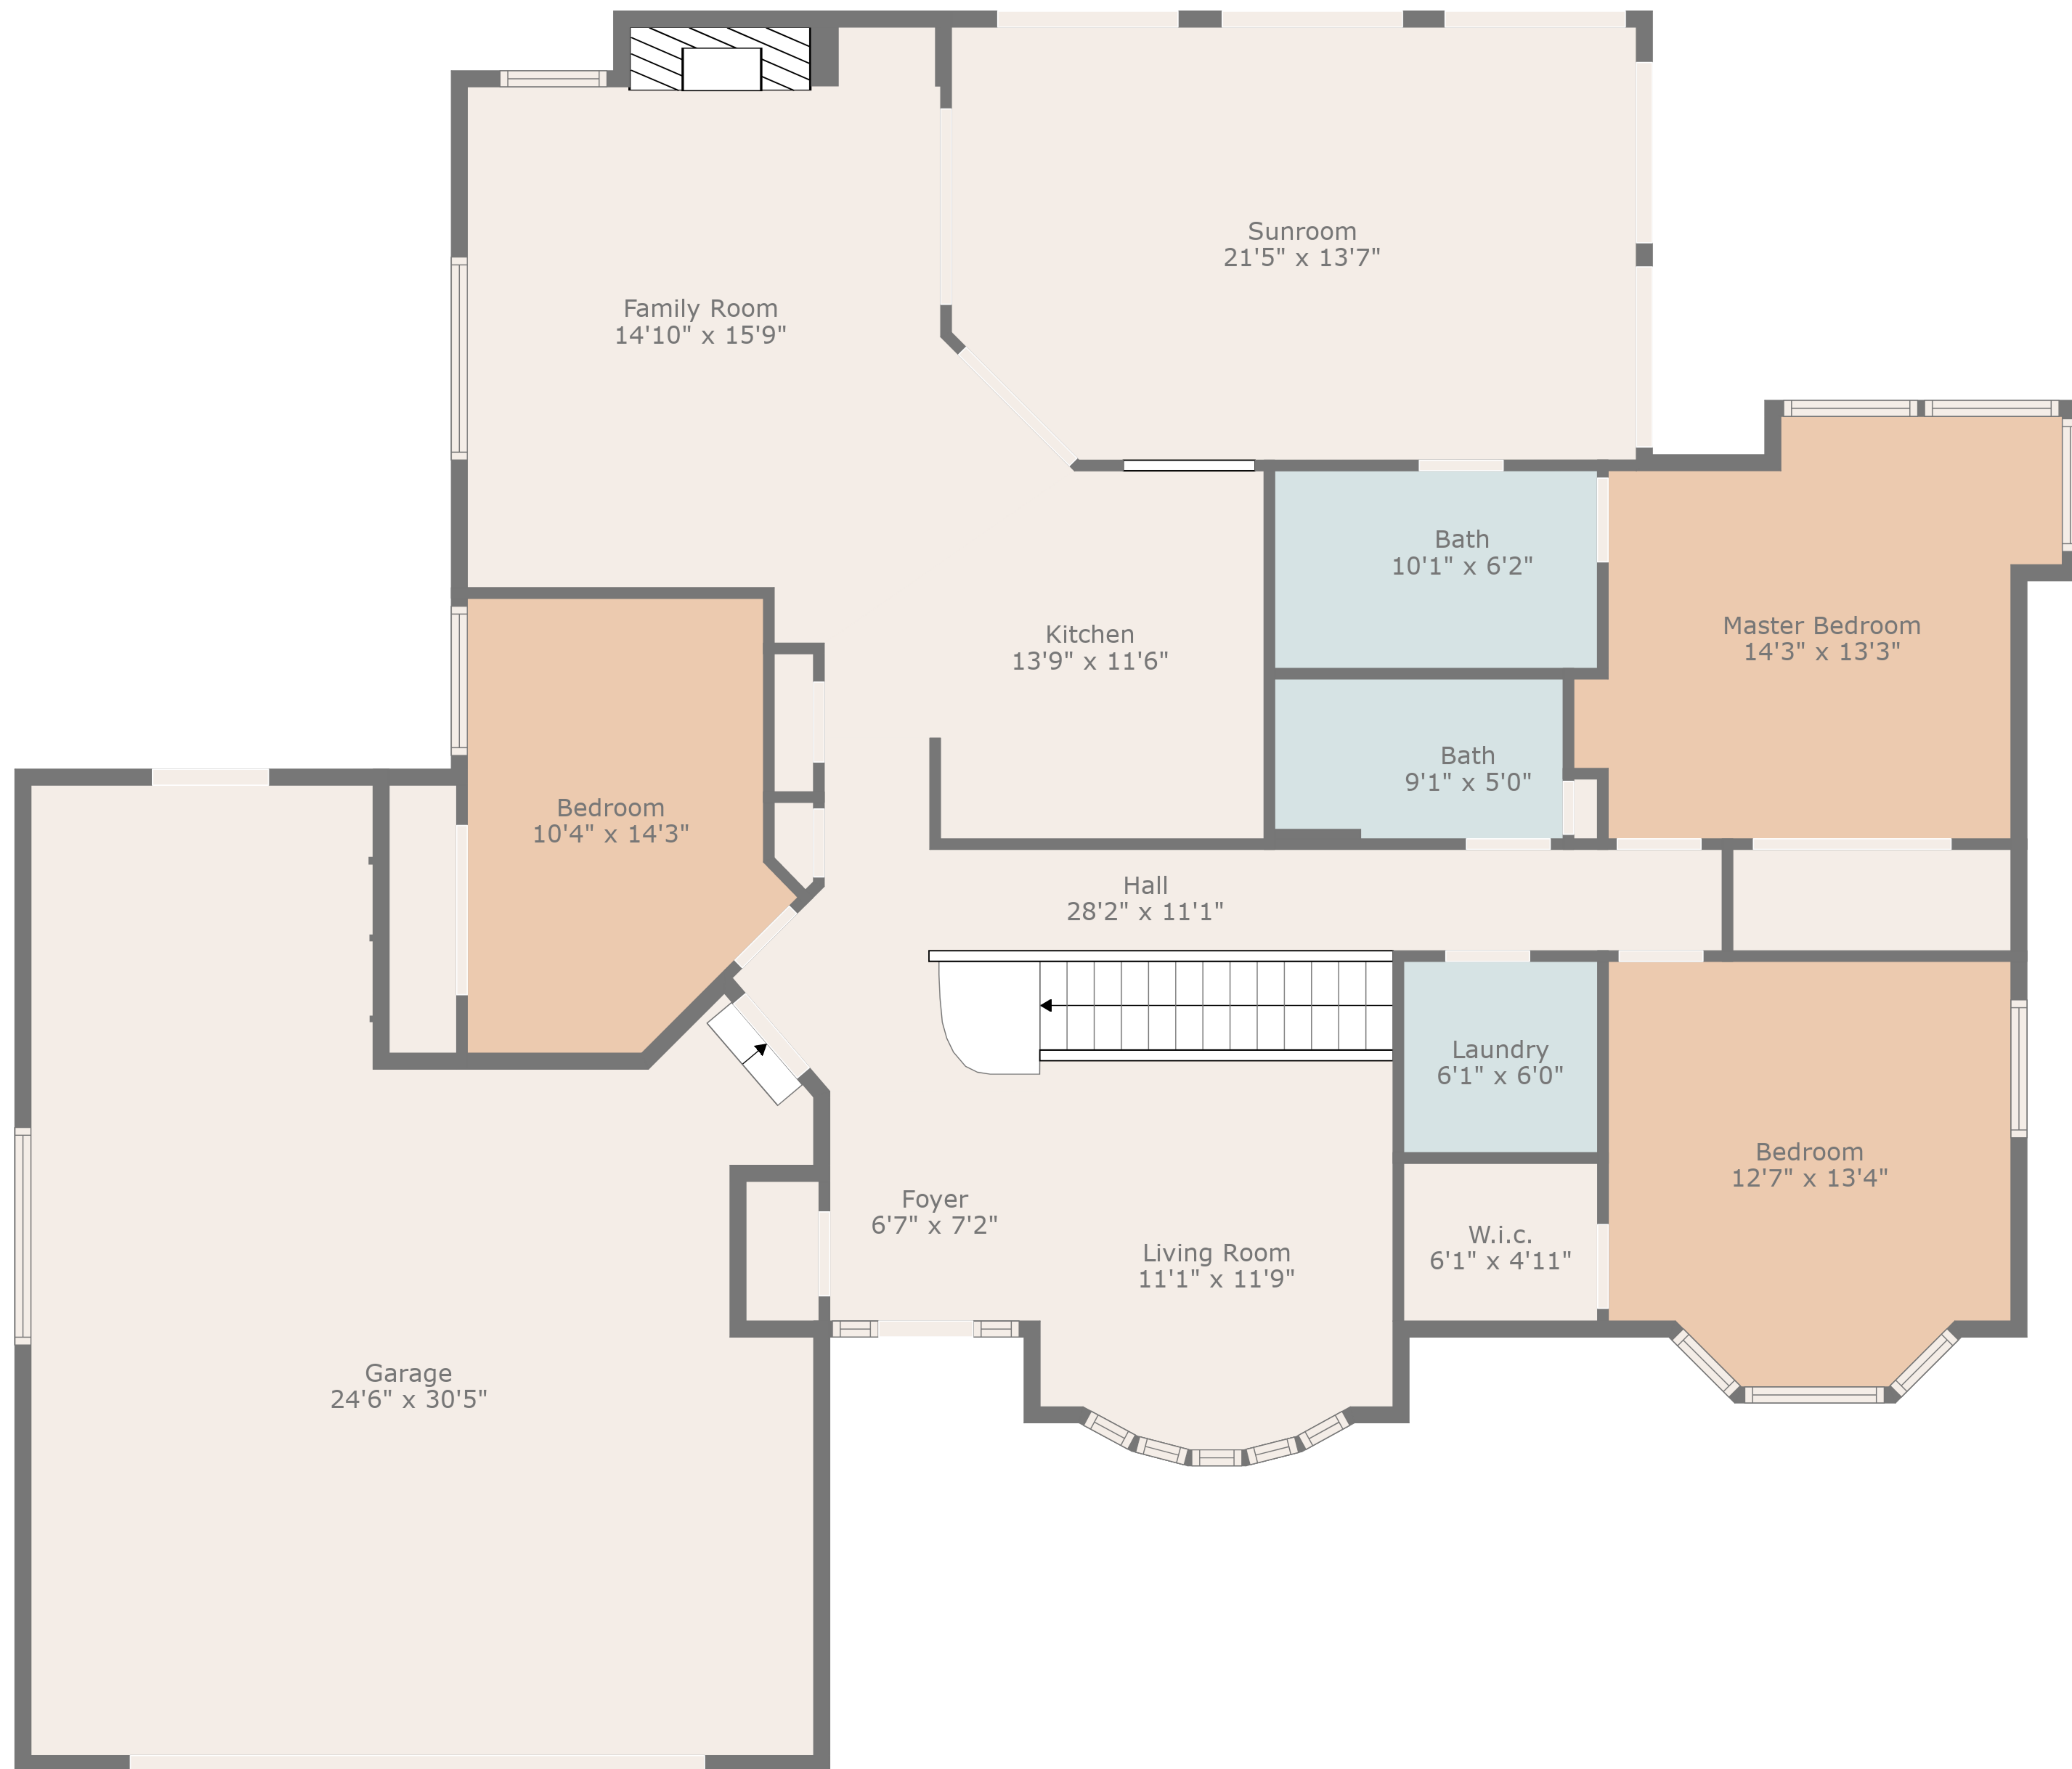 Sunroom
21'5" x 13'7"
Family Room
14'10" x 15'9"
Bath
10'1" x 6'2"
Master Bedroom
14'3" x 13'3"
Kitchen
13'9" x 11'6"
Bath
9'1" x 5'0"
Bedroom
10'4" x 14'3"
Hall
28'2" x 11'1"
Laundry
6'1" x 6'0"
Bedroom
12'7" x 13'4"
Foyer
6'7" x 7'2"
W.i.c.
6'1" x 4'11"
Living Room
11'1" x 11'9"
Garage
24'6" x 30'5"